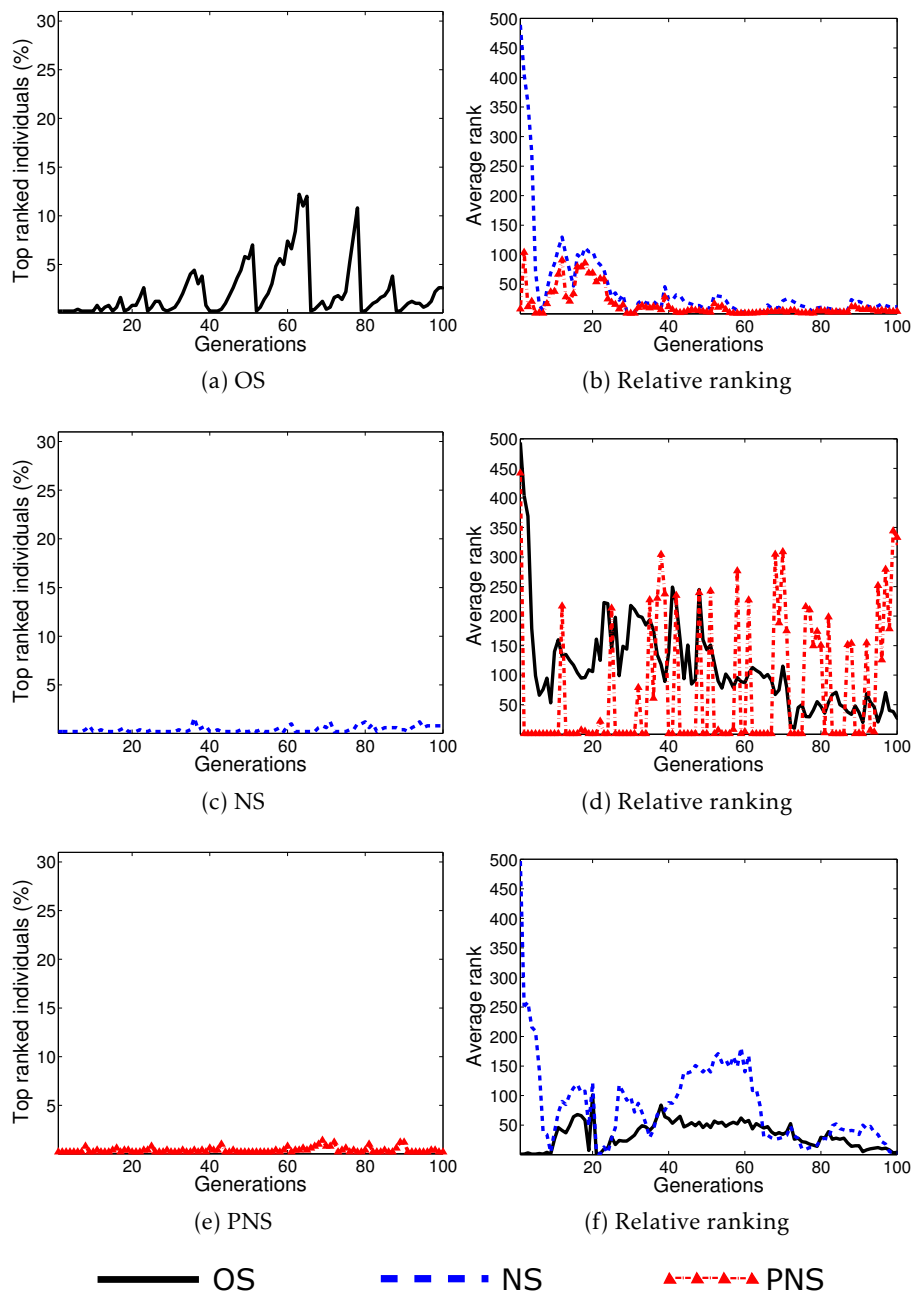 30
25
20
15
10
5
20 40 60 80 100
Top ranked individuals (%)
Generations
(a) OS
500
450
400
350
300
250
200
150
100
50
20 40 60 80 100
Average rank
Generations
(b) Relative ranking
30
25
20
15
10
5
20 40 60 80 100
Top ranked individuals (%)
Generations
(c) NS
500
450
400
350
300
250
200
150
100
50
20 40 60 80 100
Average rank
Generations
(d) Relative ranking
30
25
20
15
10
5
20 40 60 80 100
Top ranked individuals (%)
Generations
(e) PNS
500
450
400
350
300
250
200
150
100
50
20 40 60 80 100
Average rank
Generations
(f) Relative ranking
OS NS PNS